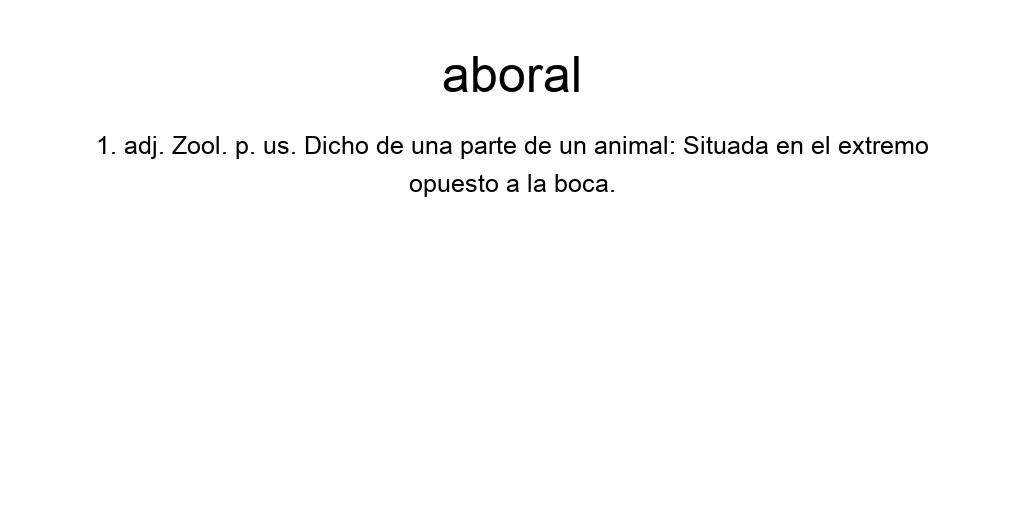 aboral
1. adj. Zool. p. us. Dicho de una parte de un animal: Situada en el extremo
opuesto a la boca.